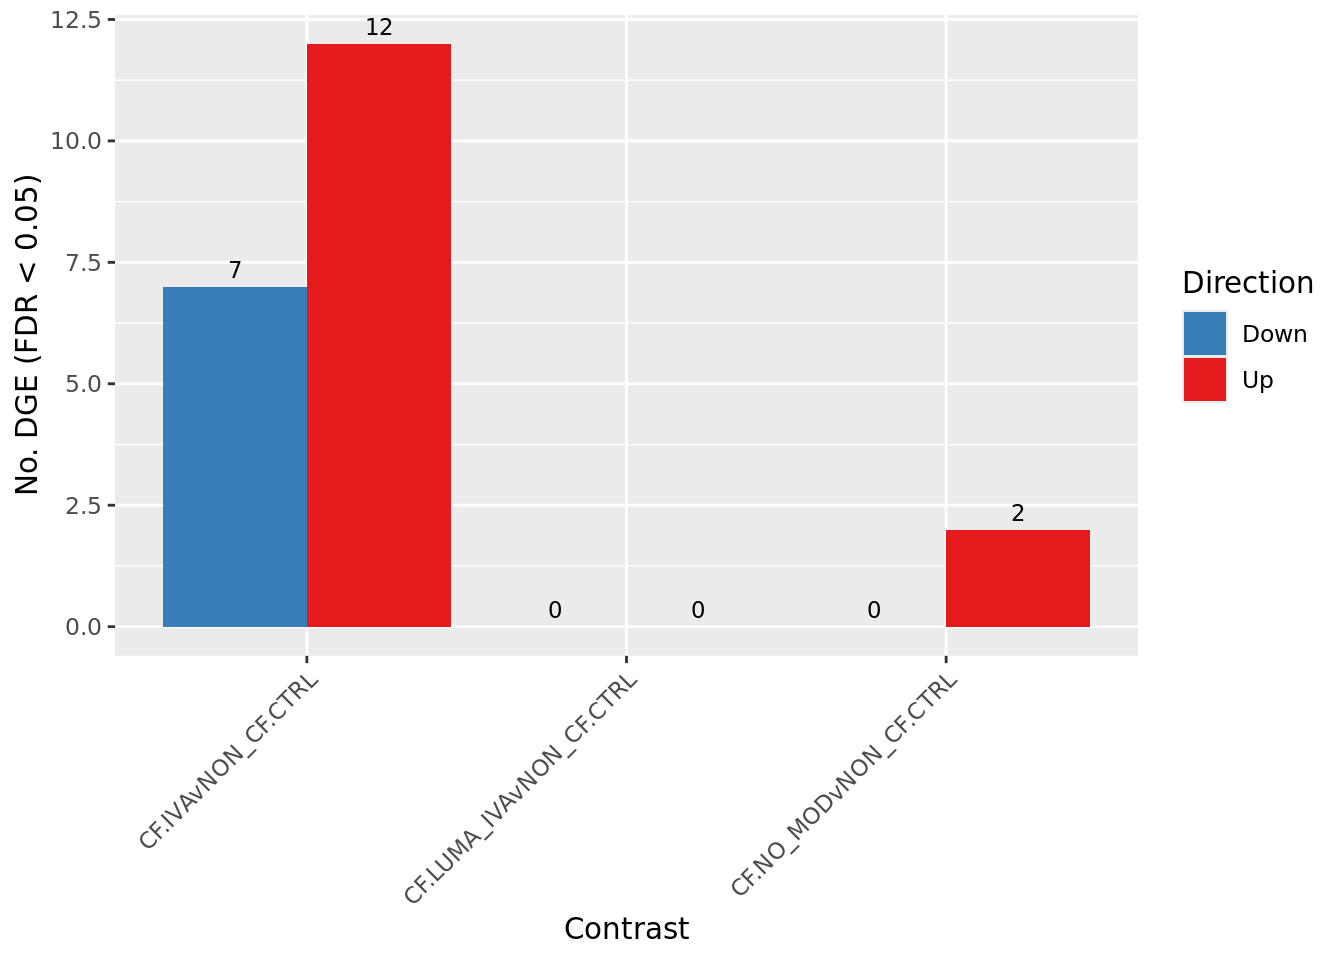 No. DGE (FDR < 0.05)
12.5
10.0
7.5
5.0
2.5
0.0
7
12
0
0
0
2
CF.IVAvNON_CF.CTRL
CF.LUMA_IVAvNON_CF.CTRL
CF.NO_MODvNON_CF.CTRL
Contrast
Direction
Down
Up